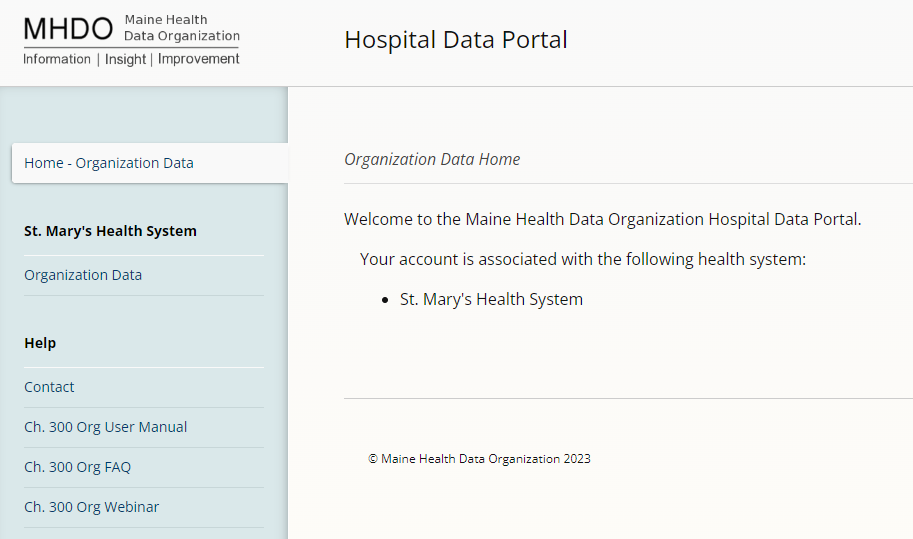 MHDO Maine Health
Data Organization
Information | Insight | Improvement
Hospital Data Portal
Home - Organization Data
St. Mary's Health System
Organization Data
Help
Contact
Ch. 300 Org User Manual
Ch. 300 Org FAQ
Ch. 300 Org Webinar
Organization Data Home
Welcome to the Maine Health Data Organization Hospital Data Portal.
Your account is associated with the following health system:
• St. Mary's Health System
© Maine Health Data Organization 2023